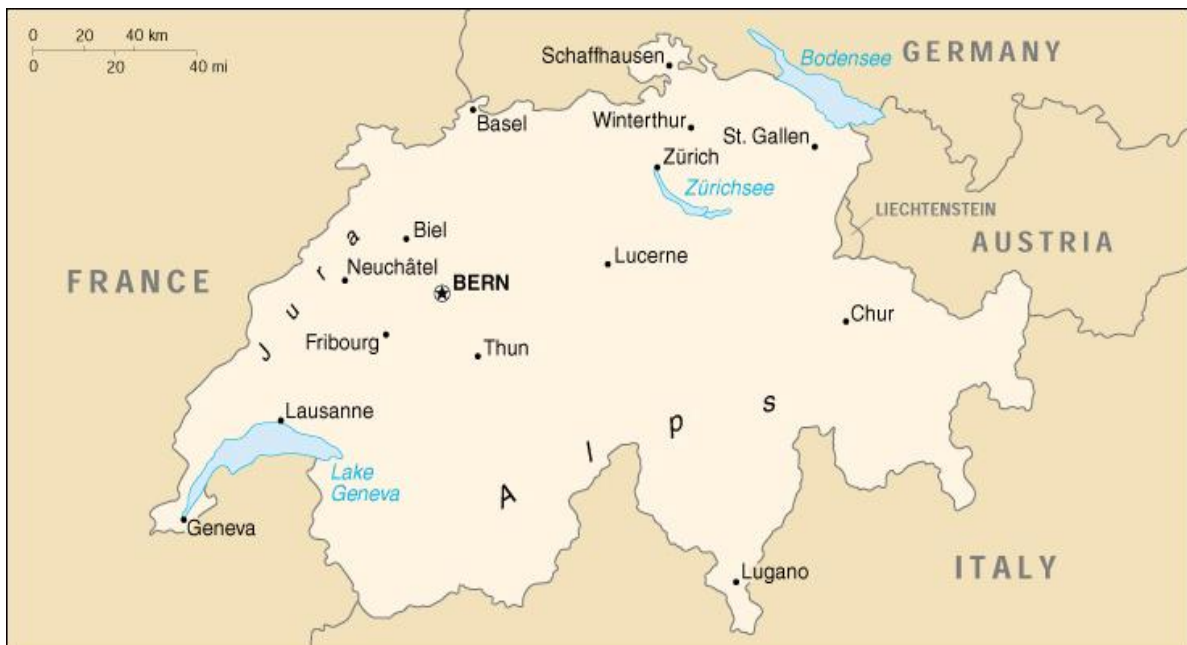 0 20 40 km
0 20 40 mi
Schaffhausen
Bodensee
GERMANY
Basel
Winterthur
St. Gallen
Zürich
Zürichsee
LIECHTENSTEIN
AUSTRIA
Biel
Jura
Neuchâtel
FRANCE
BERN
Lucerne
Chur
Fribourg
Thun
Lausanne
Alps
Lake
Geneva
Geneva
Lugano
ITALY